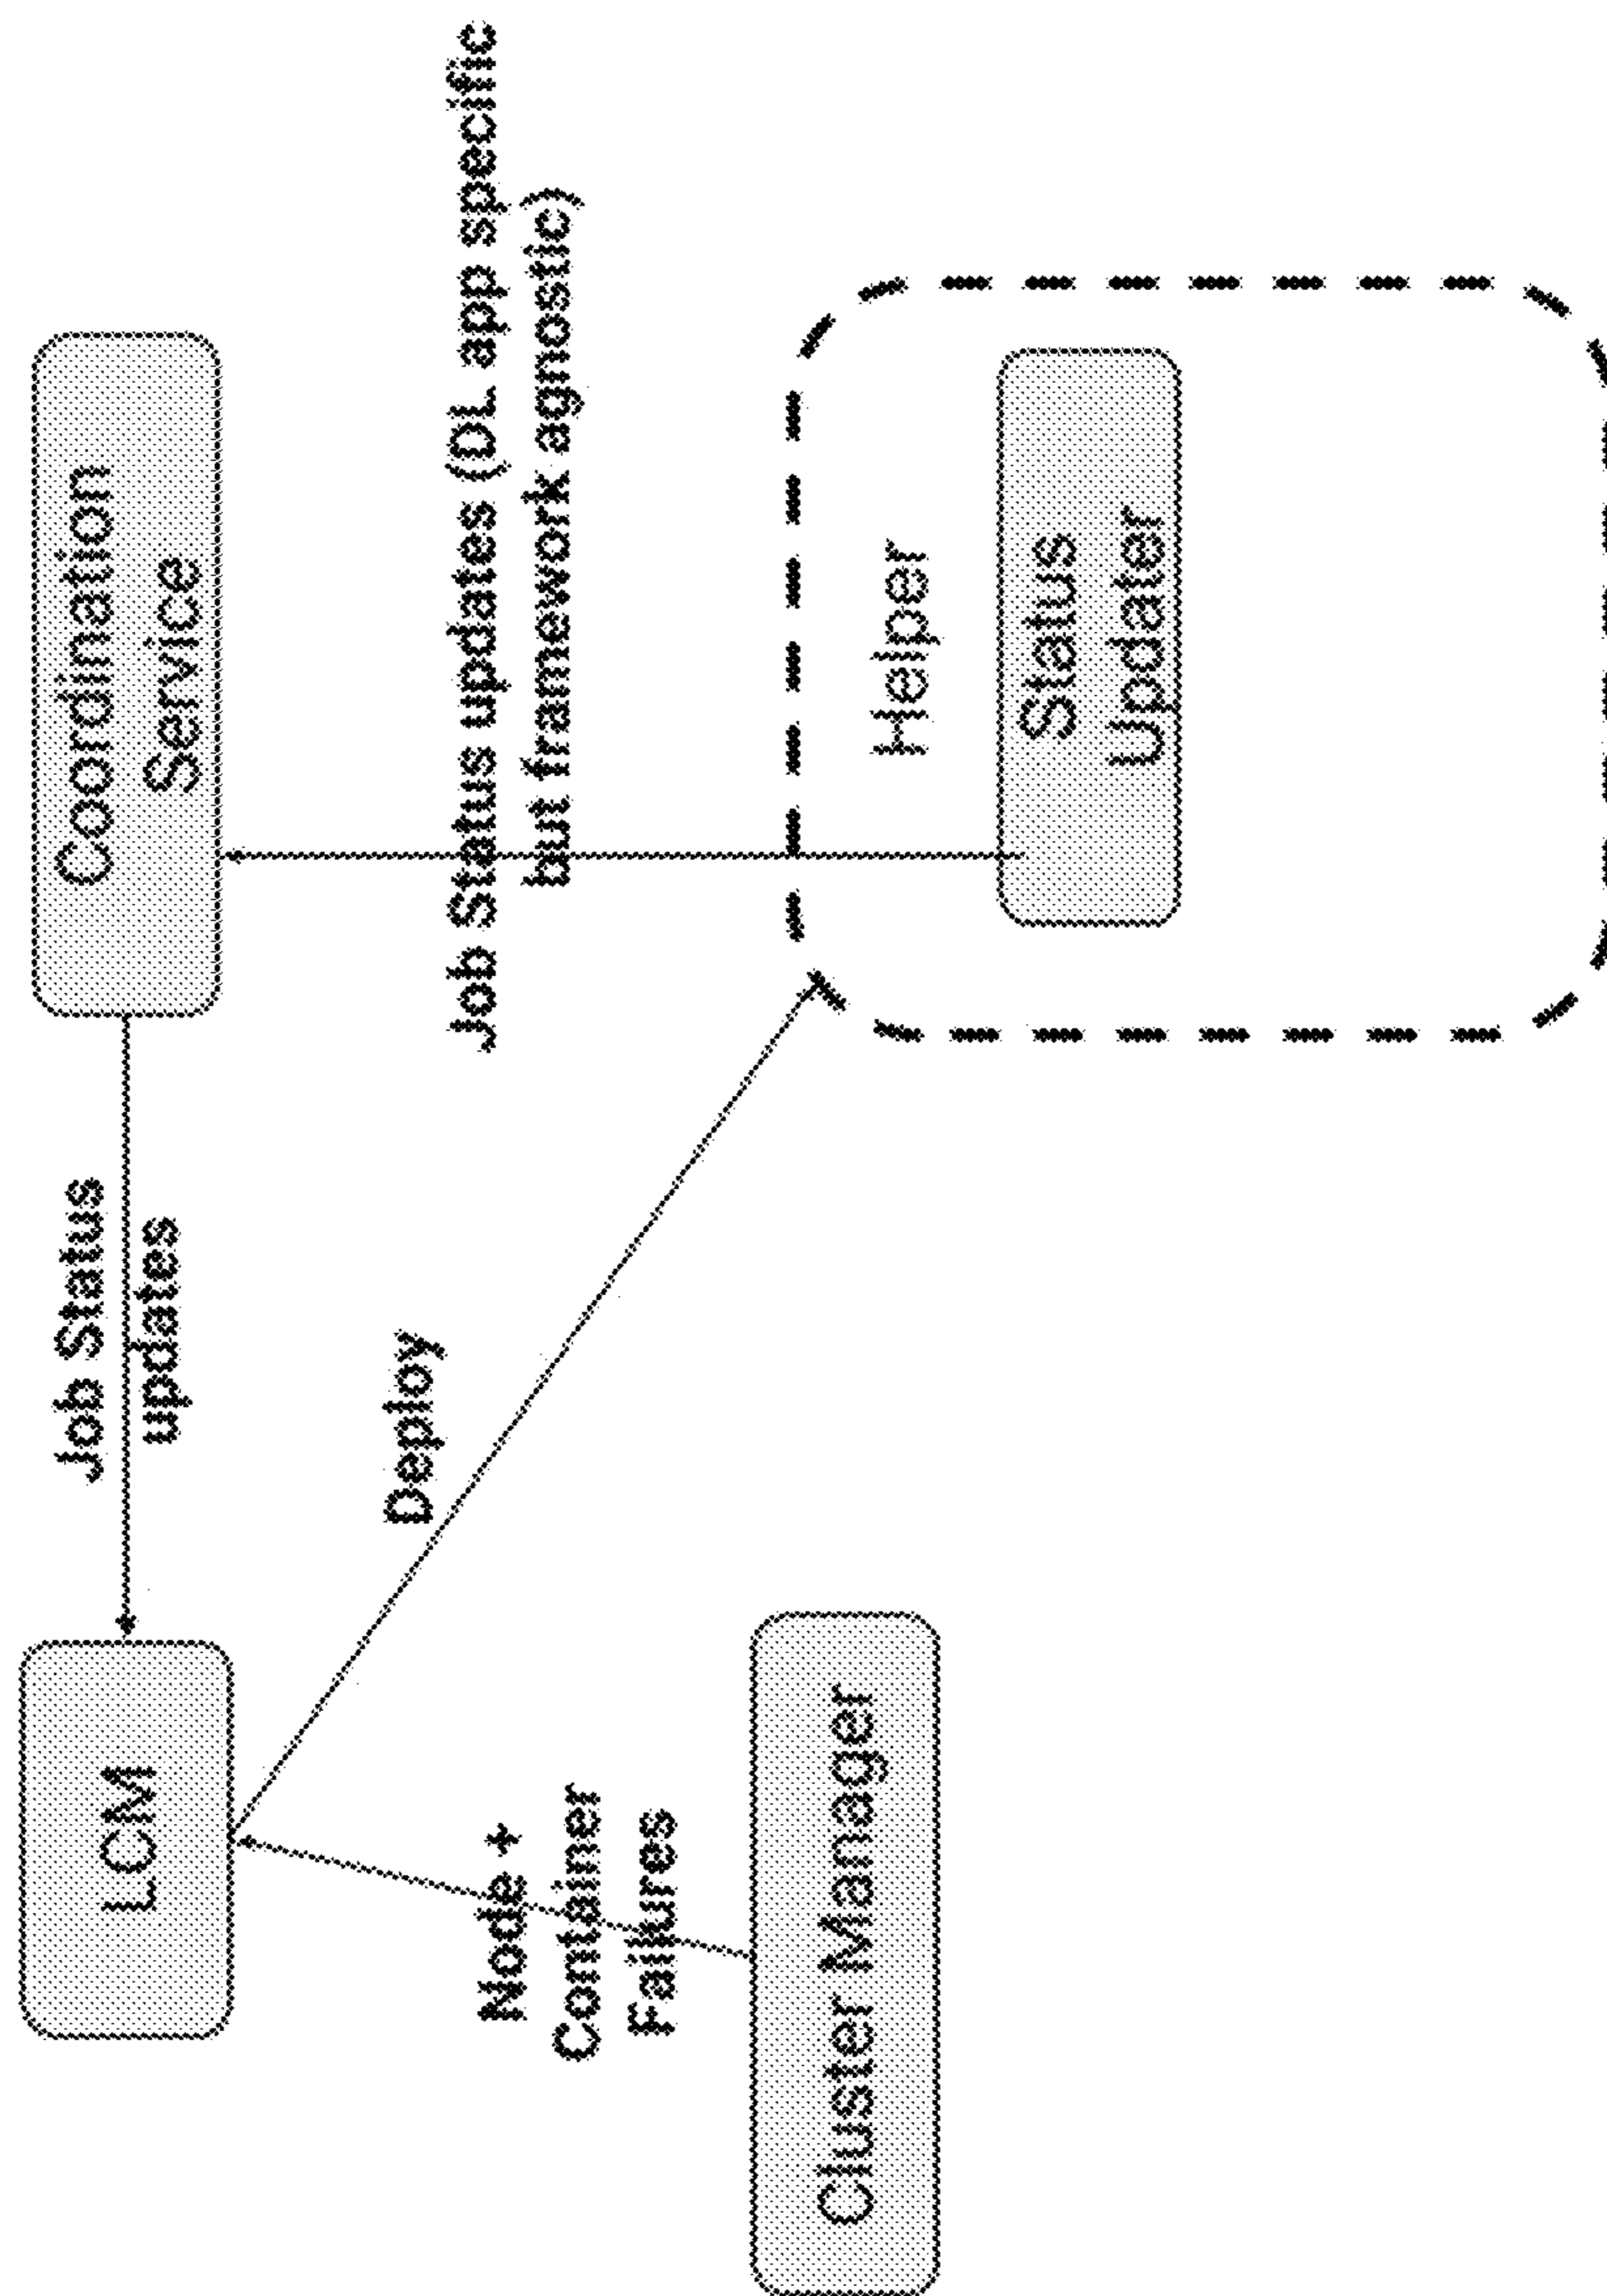 LCM
Job Status
updates
Coordination
Service
Deploy
Node +
Container
Failures
Job Status updates (DL app specific
but framework agnostic)
Cluster Manager
Helper
Status
Updater